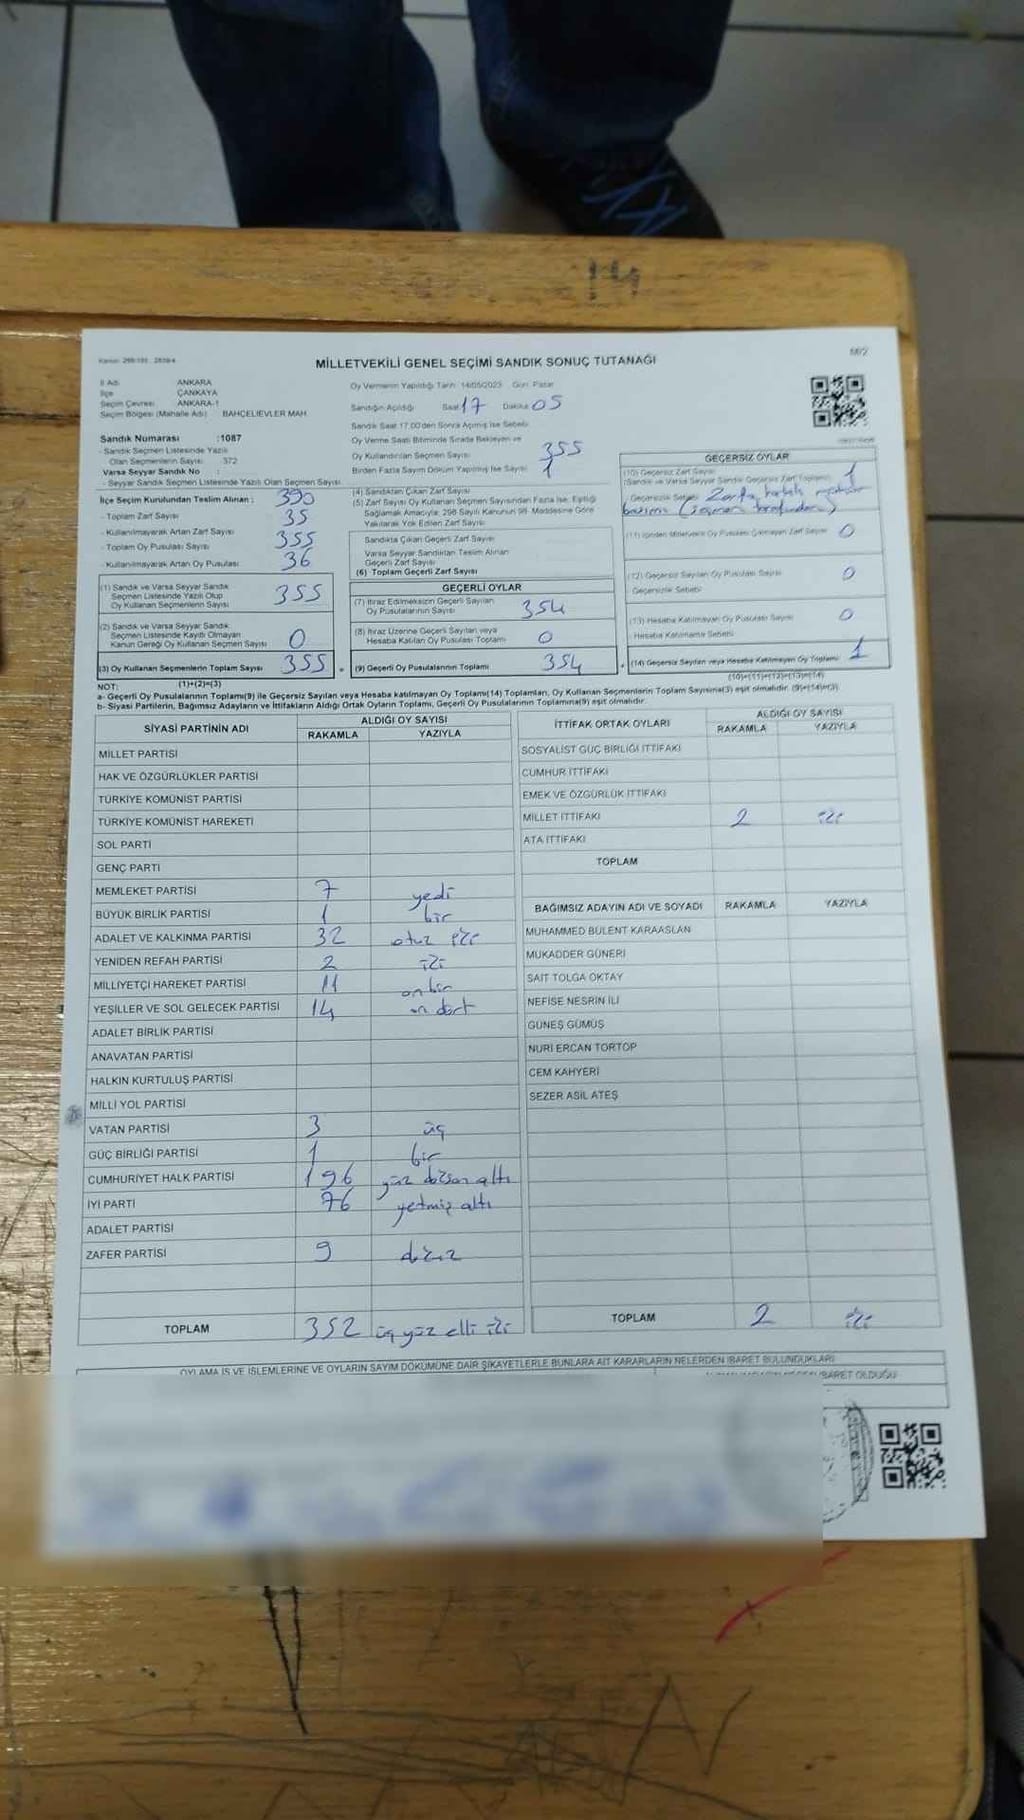 MİLLETVEKİLİ GENEL SEÇİMİ SANDIK SONUÇ TUTANAĞI
İl Adı ANKARA
İlçe ÇANKAYA
Seçim Çevresi ANKARA-1
Seçim Bölgesi (Mahalle Adı) BAHÇELİEVLER MAH.
Oy Vermenin Yapıldığı Tarih 14/05/2023 Gün: Pazar
Sandığın Açıldığı Saat 17 Dakika 05
Sandık Saat 17.00'den Sonra Açılmış İse Sebebi
Sandık Numarası :1087
- Sandık Seçmen Listesinde Yazılı
Olan Seçmenlerin Sayısı 372
Varsa Seyyar Sandık No :
- Seyyar Sandık Seçmen Listesinde Yazılı Olan Seçmen Sayısı
Oy Verme Saati Bitiminde Sırada Bekleyen ve
Oy Kullandırılan Seçmen Sayısı 355
Birden Fazla Sayım Döküm Yapılmış İse Sayısı 1
İlçe Seçim Kurulundan Teslim Alınan : 390
- Toplam Zarf Sayısı 35
- Kullanılmayarak Artan Zarf Sayısı 355
- Toplam Oy Pusulası Sayısı
- Kullanılmayarak Artan Oy Pusulası 36
(1) Sandık ve Varsa Seyyar Sandık
Seçmen Listesinde Yazılı Olup
Oy Kullanan Seçmenlerin Sayısı 355
(2) Sandık ve Varsa Seyyar Sandık
Seçmen Listesinde Kayıtlı Olmayan
Kanun Gereği Oy Kullanan Seçmen Sayısı 0
(3) Oy Kullanan Seçmenlerin Toplam Sayısı 355
(1)+(2)=(3)
(4) Sandıktan Çıkan Zarf Sayısı
(5) Zarf Sayısı Oy Kullanan Seçmen Sayısından Fazla İse, Eşitliği
Sağlamak Amacıyla; 298 Sayılı Kanunun 98. Maddesine Göre
Yakılarak Yok Edilen Zarf Sayısı
Sandıkta Çıkan Geçerli Zarf Sayısı
Varsa Seyyar Sandıktan Teslim Alınan
Geçerli Zarf Sayısı
(6) Toplam Geçerli Zarf Sayısı
GEÇERLİ OYLAR
(7) İtiraz Edilmeksizin Geçerli Sayılan
Oy Pusulalarının Sayısı 354
(8) İtiraz Üzerine Geçerli Sayılan veya
Hesaba Katılan Oy Pusulası Toplamı 0
(9) Geçerli Oy Pusulalarının Toplamı 354
GEÇERSİZ OYLAR
(10) Geçersiz Zarf Sayısı 1
(Sandık ve Varsa Seyyar Sandık Geçersiz Zarf Toplamı)
Geçersizlik Sebebi Zarfa
(seçmen tarafından)
(11) İçinden Milletvekili Oy Pusulası Çıkmayan Zarf Sayısı 0
(12) Geçersiz Sayılan Oy Pusulası Sayısı 0
Geçersizlik Sebebi
(13) Hesaba Katılmayan Oy Pusulası Sayısı 0
Hesaba Katılmama Sebebi
(14) Geçersiz Sayılan veya Hesaba Katılmayan Oy Toplamı 1
(10)+(11)+(12)+(13)=(14)
NOT:
a- Geçerli Oy Pusulalarının Toplamı(9) ile Geçersiz Sayılan veya Hesaba katılmayan Oy Toplamı(14) Toplamları, Oy Kullanan Seçmenlerin Toplam Sayısına(3) eşit olmalıdır. (9)+(14)=(3)
b- Siyasi Partilerin, Bağımsız Adayların ve İttifakların Aldığı Ortak Oyların Toplamı, Geçerli Oy Pusulalarının Toplamına(9) eşit olmalıdır.
SİYASİ PARTİNİN ADI ALDIĞI OY SAYISI
RAKAMLA YAZIYLA
MİLLET PARTİSİ
HAK VE ÖZGÜRLÜKLER PARTİSİ
TÜRKİYE KOMÜNİST PARTİSİ
TÜRKİYE KOMÜNİST HAREKETİ
SOL PARTİ
GENÇ PARTİ
MEMLEKET PARTİSİ 7 yedi
BÜYÜK BİRLİK PARTİSİ 1 bir
ADALET VE KALKINMA PARTİSİ 32 otuz iki
YENİDEN REFAH PARTİSİ 2 iki
MİLLİYETÇİ HAREKET PARTİSİ 11 on bir
YEŞİLLER VE SOL GELECEK PARTİSİ 14 on dört
ADALET BİRLİK PARTİSİ
ANAVATAN PARTİSİ
HALKIN KURTULUŞ PARTİSİ
MİLLİ YOL PARTİSİ
VATAN PARTİSİ 3 üç
GÜÇ BİRLİĞİ PARTİSİ 1 bir
CUMHURİYET HALK PARTİSİ 196 yüz doksan altı
İYİ PARTİ 76 yetmiş altı
ADALET PARTİSİ
ZAFER PARTİSİ 9 dokuz
TOPLAM 352 üç yüz elli iki
İTTİFAK ORTAK OYLARI ALDIĞI OY SAYISI
RAKAMLA YAZIYLA
SOSYALİST GÜÇ BİRLİĞİ İTTİFAKI
CUMHUR İTTİFAKI
EMEK VE ÖZGÜRLÜK İTTİFAKI
MİLLET İTTİFAKI 2 iki
ATA İTTİFAKI
TOPLAM
BAĞIMSIZ ADAYIN ADI VE SOYADI RAKAMLA YAZIYLA
MUHAMMED BÜLENT KARAASLAN
MUKADDER GÜNERİ
SAİT TOLGA OKTAY
NEFİSE NESRİN İLİ
GÜNEŞ GÜMÜŞ
NURİ ERCAN TORTOP
CEM KAHYERİ
SEZER ASİL ATEŞ
TOPLAM 2 iki
OYLAMA İŞ VE İŞLEMLERİNE VE OYLARIN SAYIM DÖKÜMÜNE DAİR ŞİKAYETLERLE BUNLARA AİT KARARLARIN NELERDEN İBARET BULUNDUKLARI
İBARET OLDUĞU